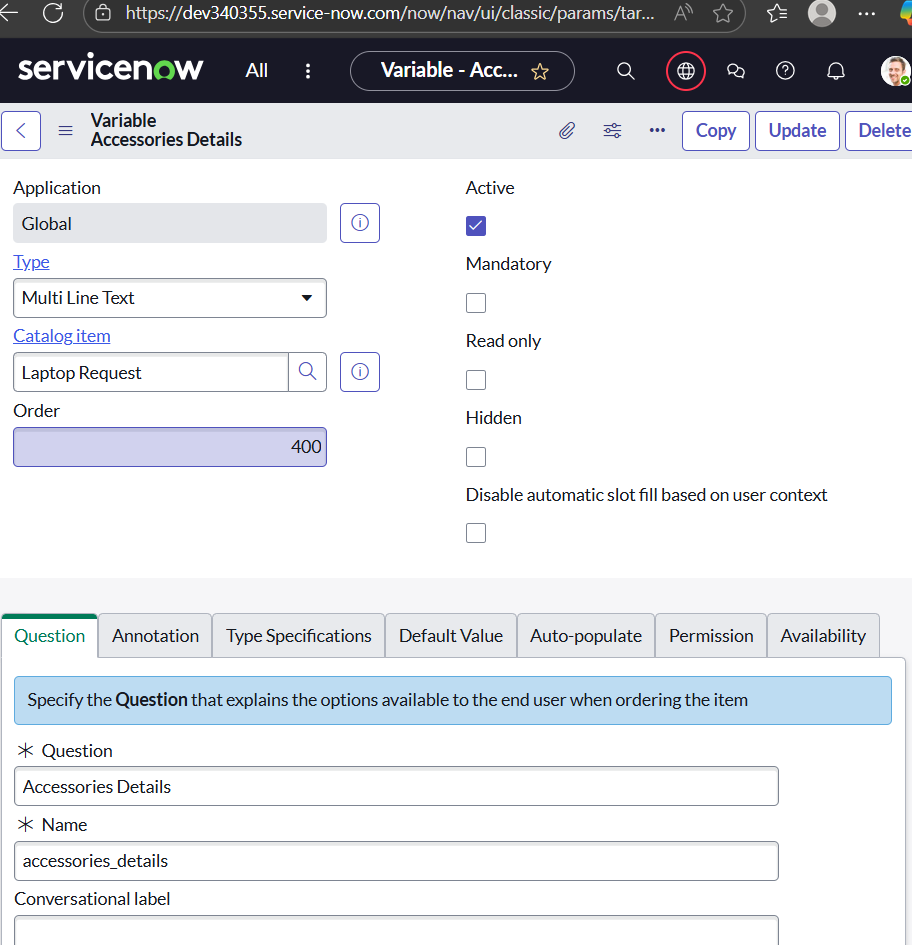 https://dev340355.service-now.com/now/nav/ui/classic/params/tar...
servicenow All Variable - Acc...
Variable
Accessories Details
Copy Update Delete
Application
Global
Type
Multi Line Text
Catalog item
Laptop Request
Order
400
Active
Mandatory
Read only
Hidden
Disable automatic slot fill based on user context
Question Annotation Type Specifications Default Value Auto-populate Permission Availability
Specify the Question that explains the options available to the end user when ordering the item
Question
Accessories Details
Name
accessories_details
Conversational label